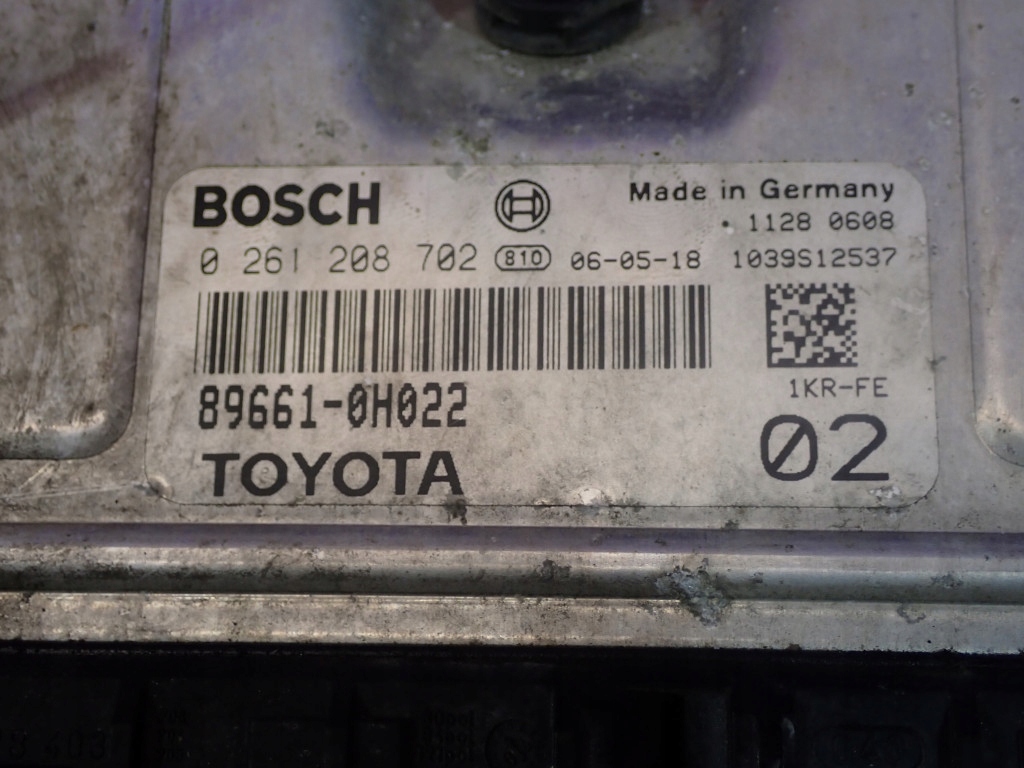 BOSCH Made in Germany
1128 0608
0 261 208 702 810 06-05-18 1039S12537
89661-0H022 1KR-FE
TOYOTA 02